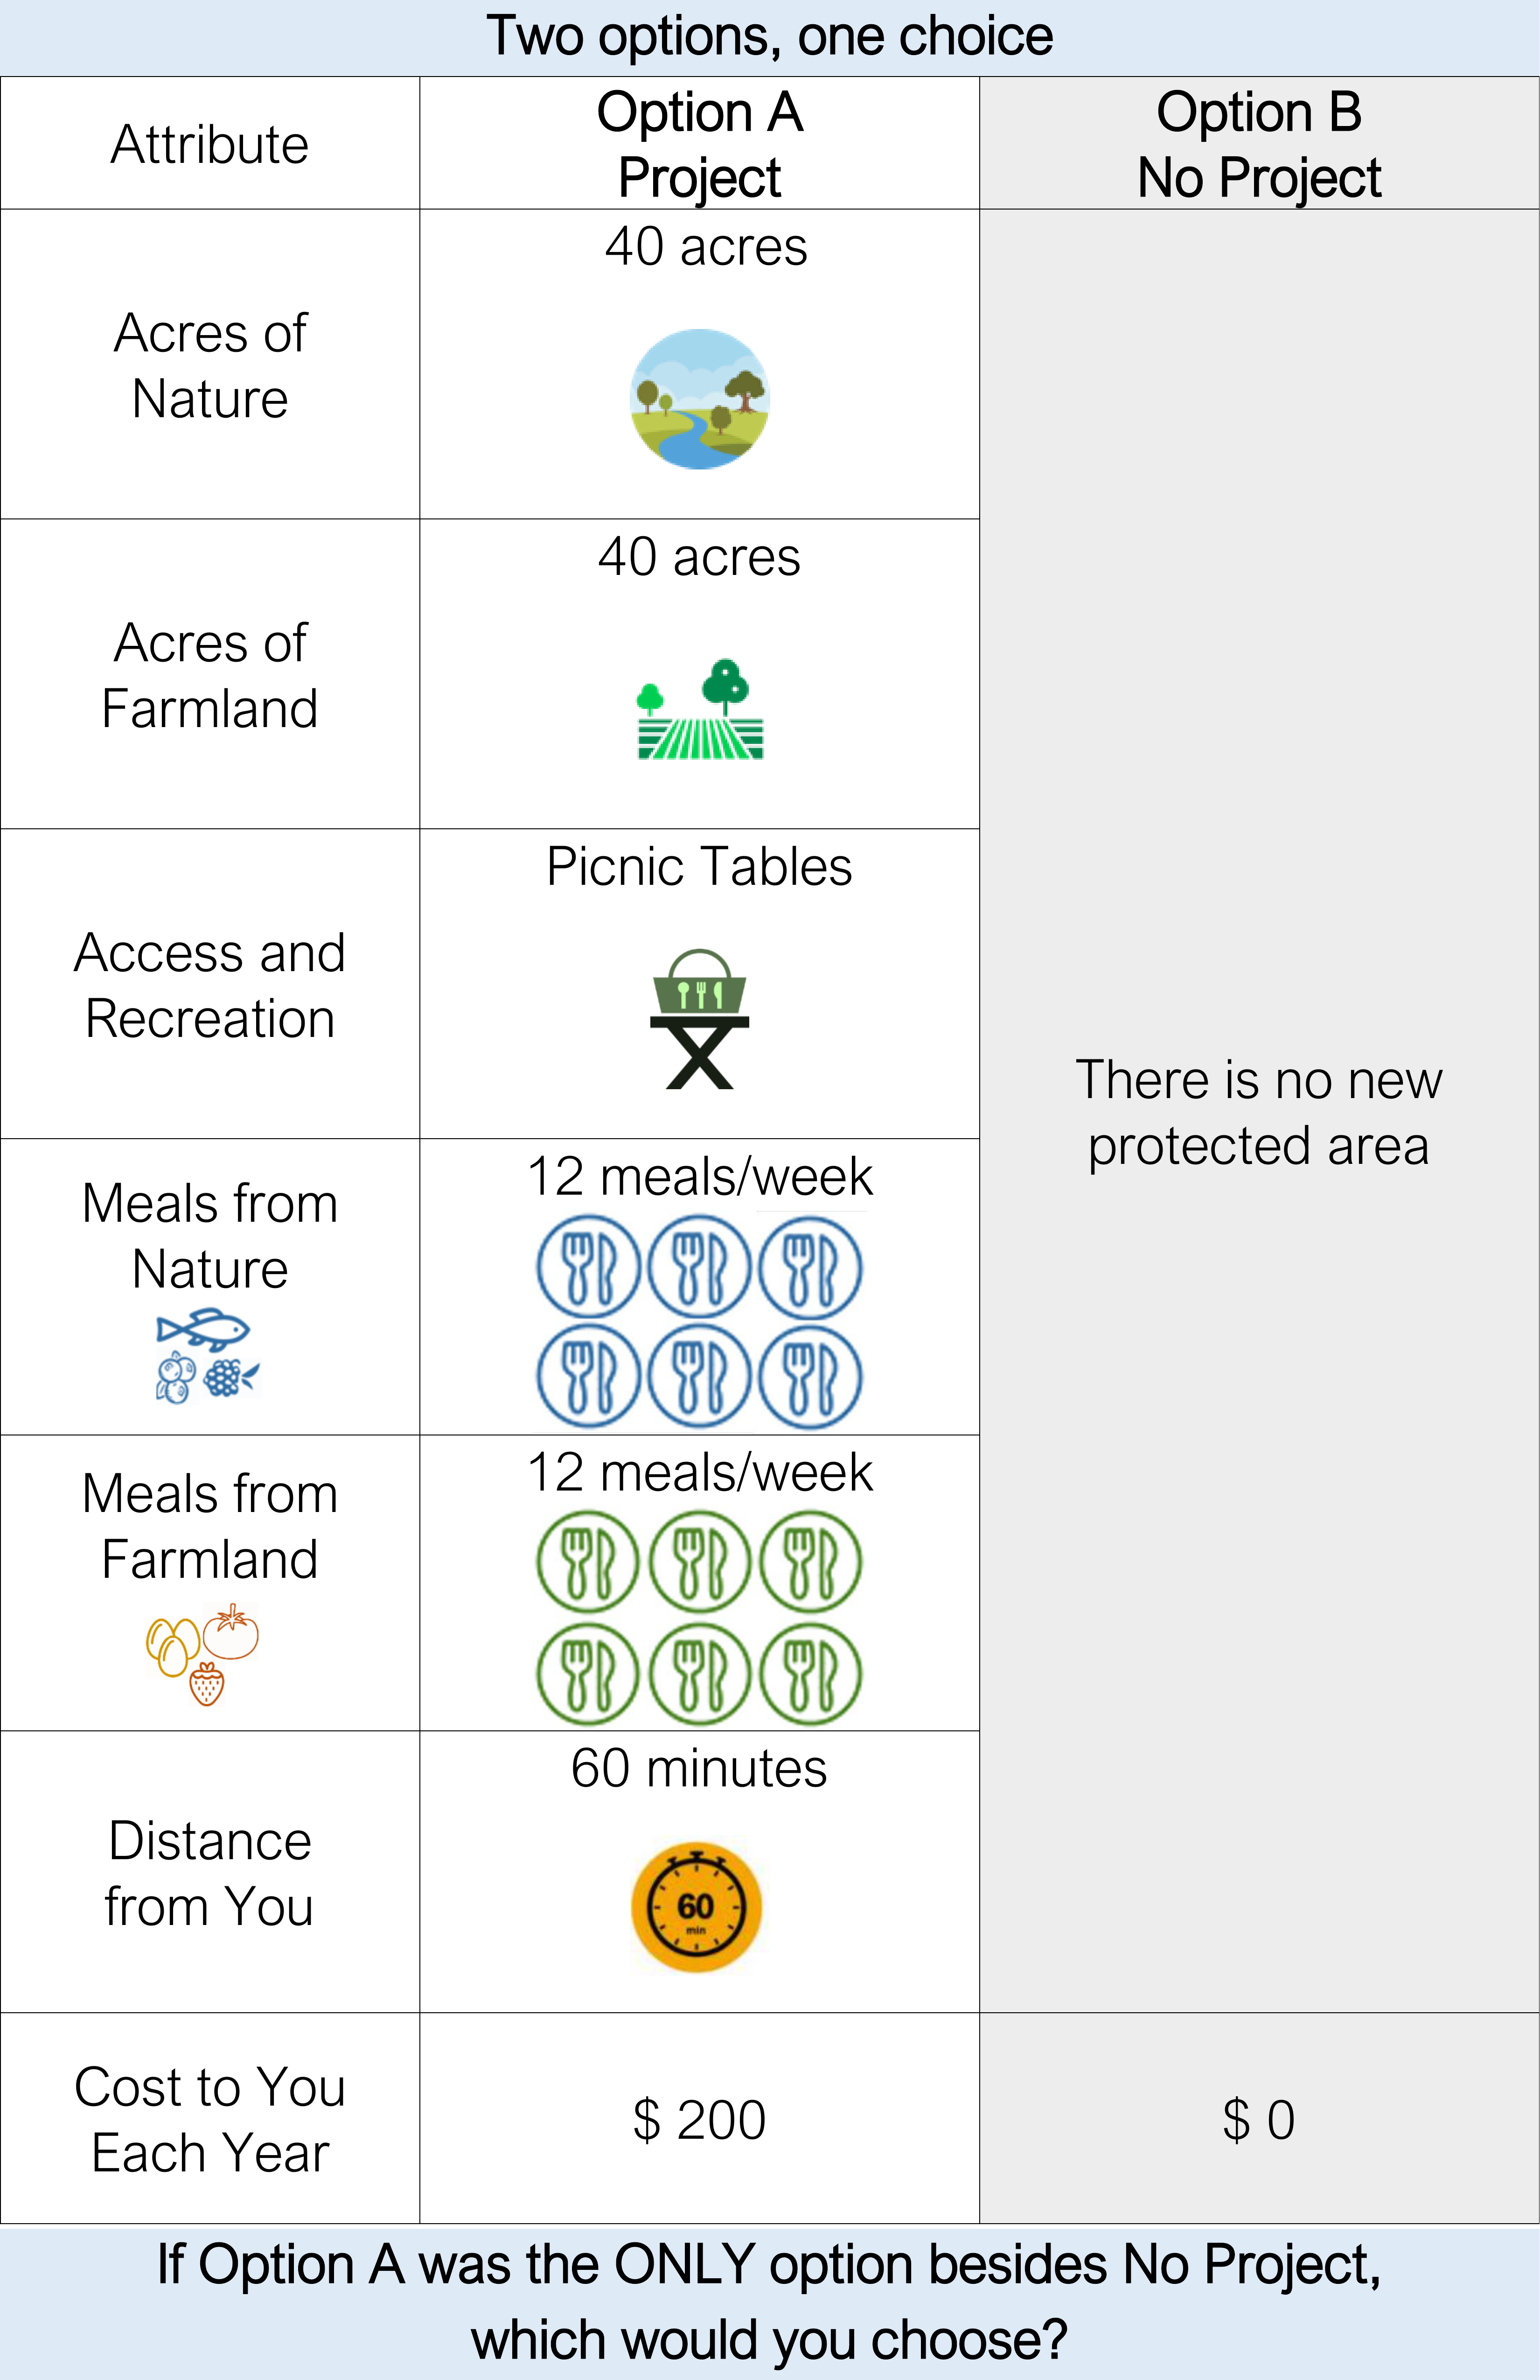 Two options, one choice
Attribute
Option A
Project
Option B
No Project
Acres of
Nature
40 acres
There is no new
protected area
Acres of
Farmland
40 acres
Access and
Recreation
Picnic Tables
Meals from
Nature
12 meals/week
Meals from
Farmland
12 meals/week
Distance
from You
60 minutes
60
min
Cost to You
Each Year
$ 200
$ 0
If Option A was the ONLY option besides No Project,
which would you choose?